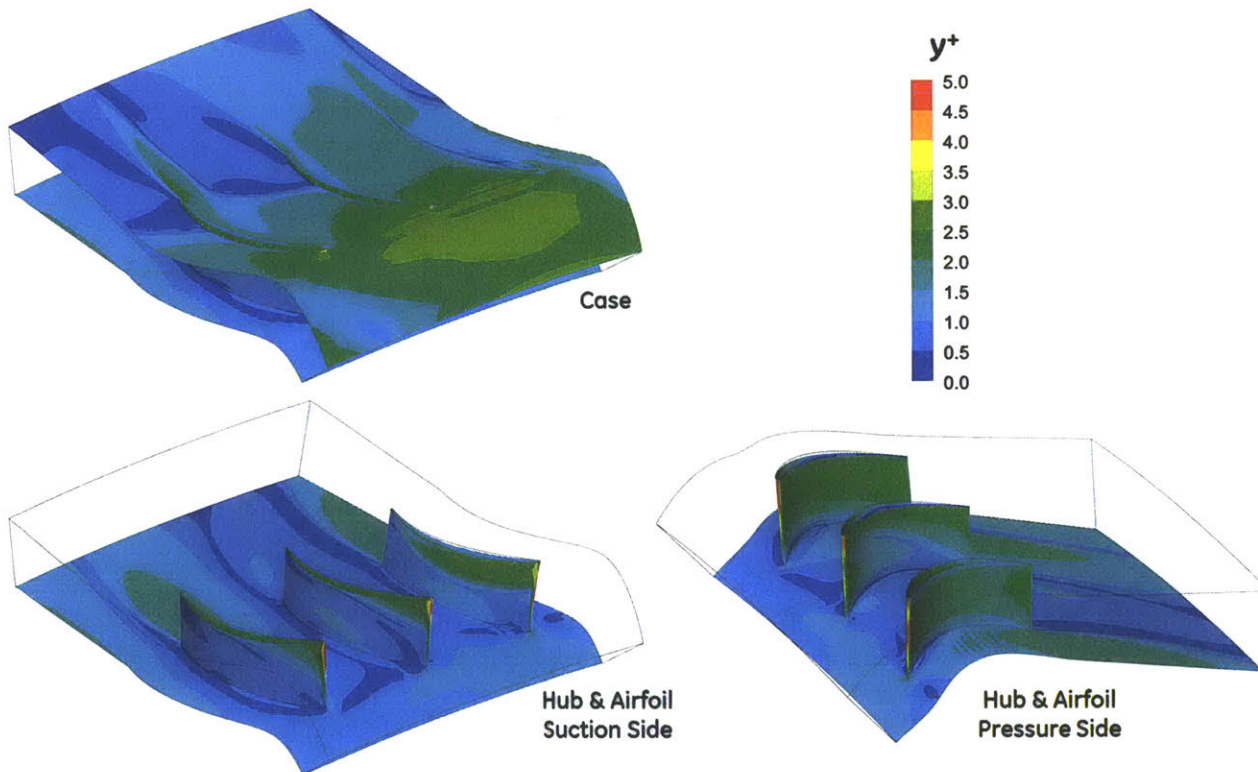 y+
5.0
4.5
4.0
3.5
3.0
2.5
2.0
1.5
1.0
0.5
0.0
Case
Hub & Airfoil
Suction Side
Hub & Airfoil
Pressure Side